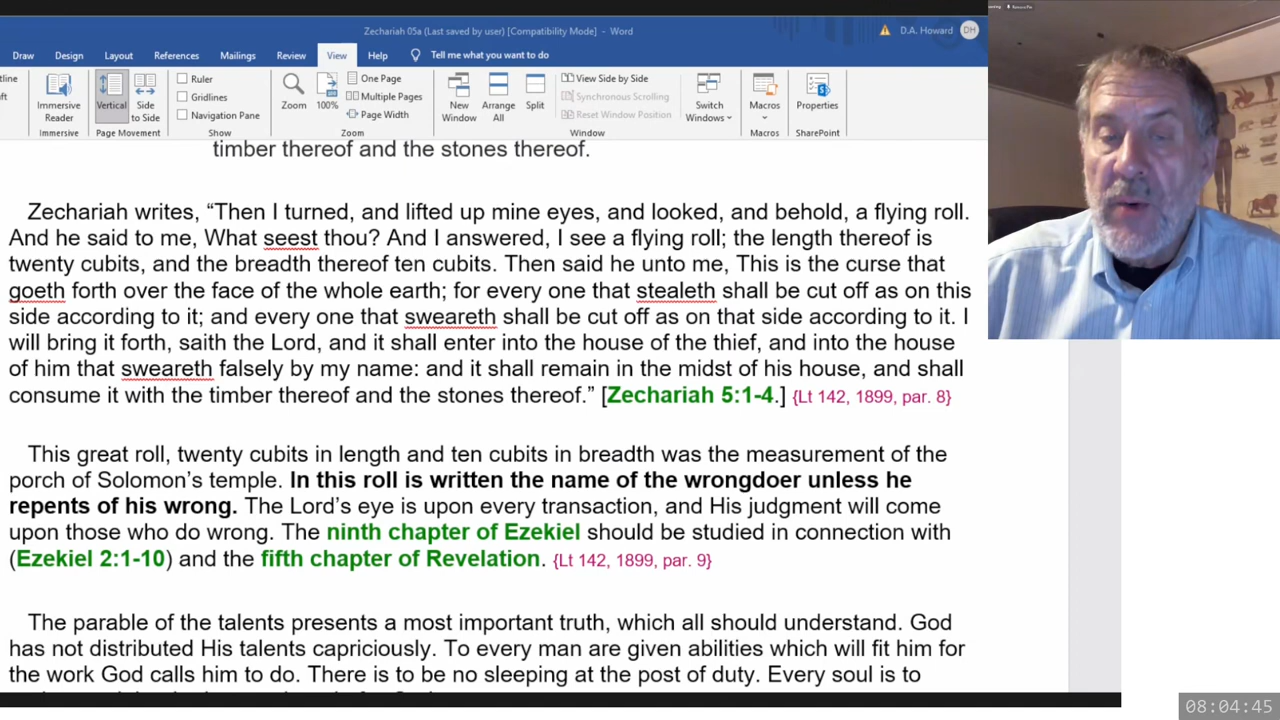 Zechariah 05a (Last saved by user) [Compatibility Mode] - Word
D.A. Howard
DH
Draw Design Layout References Mailings Review View Help Tell me what you want to do
Immersive Reader
Immersive
Vertical
Side to Side
Page Movement
Ruler
Gridlines
Navigation Pane
Show
Zoom
100%
One Page
Multiple Pages
Page Width
Zoom
New Window
Arrange All
Split
View Side by Side
Synchronous Scrolling
Reset Window Position
Window
Switch Windows
Macros
Macros
Properties
SharePoint
timber thereof and the stones thereof.
Zechariah writes, “Then I turned, and lifted up mine eyes, and looked, and behold, a flying roll.
And he said to me, What seest thou? And I answered, I see a flying roll; the length thereof is
twenty cubits, and the breadth thereof ten cubits. Then said he unto me, This is the curse that
goeth forth over the face of the whole earth; for every one that stealeth shall be cut off as on this
side according to it; and every one that sweareth shall be cut off as on that side according to it. I
will bring it forth, saith the Lord, and it shall enter into the house of the thief, and into the house
of him that sweareth falsely by my name: and it shall remain in the midst of his house, and shall
consume it with the timber thereof and the stones thereof.” [Zechariah 5:1-4.] {Lt 142, 1899, par. 8}
This great roll, twenty cubits in length and ten cubits in breadth was the measurement of the
porch of Solomon’s temple. In this roll is written the name of the wrongdoer unless he
repents of his wrong. The Lord’s eye is upon every transaction, and His judgment will come
upon those who do wrong. The ninth chapter of Ezekiel should be studied in connection with
(Ezekiel 2:1-10) and the fifth chapter of Revelation. {Lt 142, 1899, par. 9}
The parable of the talents presents a most important truth, which all should understand. God
has not distributed His talents capriciously. To every man are given abilities which will fit him for
the work God calls him to do. There is to be no sleeping at the post of duty. Every soul is to
08:04:45